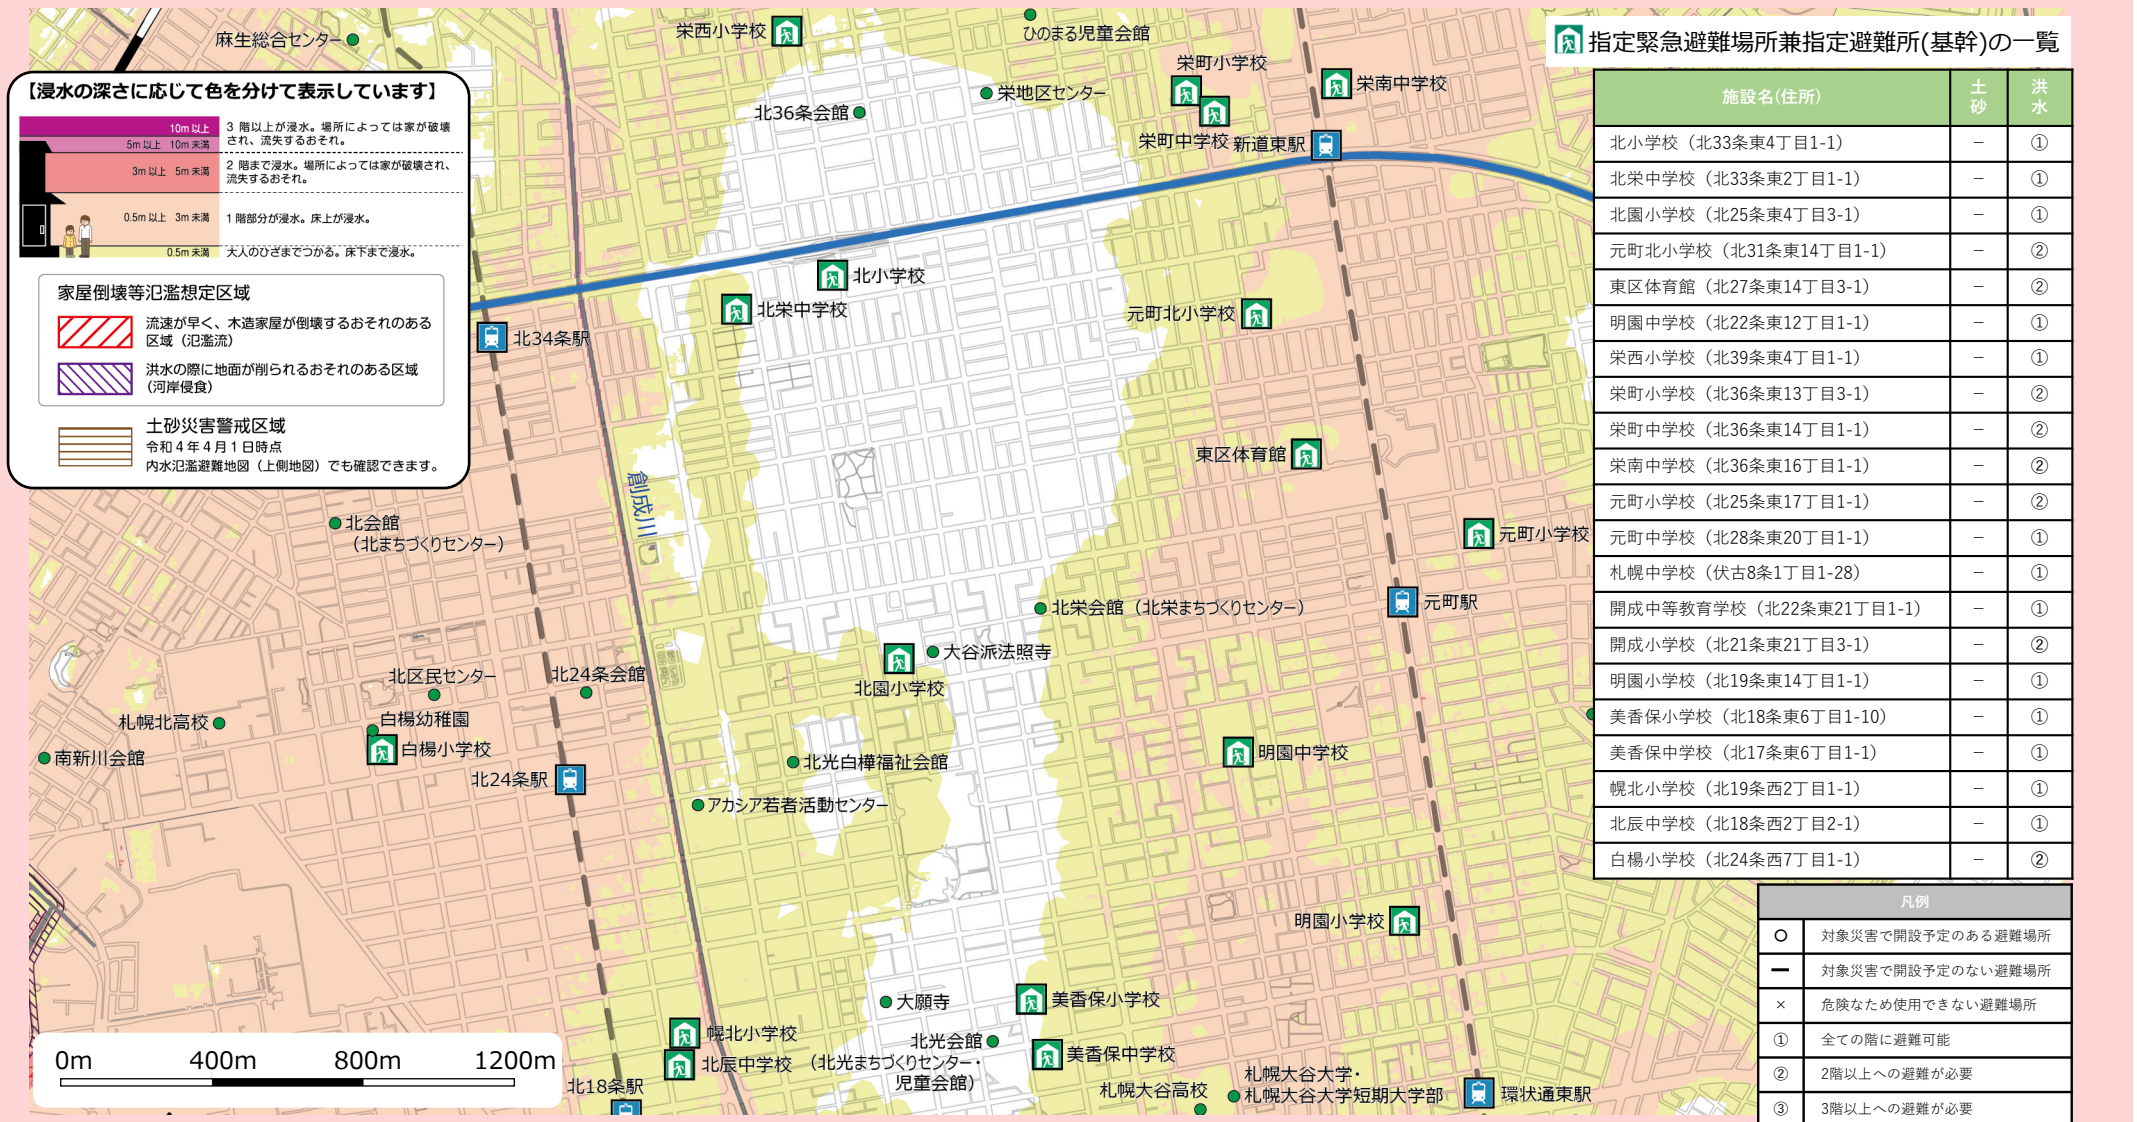 麻生総合センター
栄西小学校
ひのまる児童会館
栄町小学校
栄南中学校
北36条会館
栄地区センター
栄町中学校
新道東駅
【浸水の深さに応じて色を分けて表示しています】
10m以上
3 階以上が浸水。場所によっては家が破壊
され、流失するおそれ。
5m以上 10m未満
3m以上 5m未満
2 階まで浸水。場所によっては家が破壊され、
流失するおそれ。
0.5m以上 3m未満
1 階部分が浸水。床上が浸水。
0.5m未満
大人のひざまでつかる。床下まで浸水。
家屋倒壊等氾濫想定区域
流速が早く、木造家屋が倒壊するおそれのある
区域（氾濫流）
洪水の際に地面が削られるおそれのある区域
（河岸侵食）
土砂災害警戒区域
令和４年４月１日時点
内水氾濫避難地図（上側地図）でも確認できます。
北小学校
北栄中学校
元町北小学校
北34条駅
東区体育館
創成川
北会館
（北まちづくりセンター）
元町小学校
北栄会館（北栄まちづくりセンター）
元町駅
大谷派法照寺
北園小学校
北区民センター
北24条会館
札幌北高校
白楊幼稚園
白楊小学校
南新川会館
北24条駅
北光白樺福祉会館
明園中学校
アカシア若者活動センター
明園小学校
大願寺
美香保小学校
幌北小学校
北光会館
（北光まちづくりセンター・
児童会館）
北辰中学校
美香保中学校
北18条駅
札幌大谷高校
札幌大谷大学・
札幌大谷大学短期大学部
環状通東駅
0m 400m 800m 1200m
指定緊急避難場所兼指定避難所(基幹)の一覧
施設名(住所) 土砂 洪水
北小学校（北33条東4丁目1-1） － ①
北栄中学校（北33条東2丁目1-1） － ①
北園小学校（北25条東4丁目3-1） － ①
元町北小学校（北31条東14丁目1-1） － ②
東区体育館（北27条東14丁目3-1） － ②
明園中学校（北22条東12丁目1-1） － ①
栄西小学校（北39条東4丁目1-1） － ①
栄町小学校（北36条東13丁目3-1） － ②
栄町中学校（北36条東14丁目1-1） － ②
栄南中学校（北36条東16丁目1-1） － ②
元町小学校（北25条東17丁目1-1） － ②
元町中学校（北28条東20丁目1-1） － ①
札幌中学校（伏古8条1丁目1-28） － ①
開成中等教育学校（北22条東21丁目1-1） － ①
開成小学校（北21条東21丁目3-1） － ②
明園小学校（北19条東14丁目1-1） － ①
美香保小学校（北18条東6丁目1-10） － ①
美香保中学校（北17条東6丁目1-1） － ①
幌北小学校（北19条西2丁目1-1） － ①
北辰中学校（北18条西2丁目2-1） － ①
白楊小学校（北24条西7丁目1-1） － ②
凡例
○ 対象災害で開設予定のある避難場所
ー 対象災害で開設予定のない避難場所
× 危険なため使用できない避難場所
① 全ての階に避難可能
② 2階以上への避難が必要
③ 3階以上への避難が必要